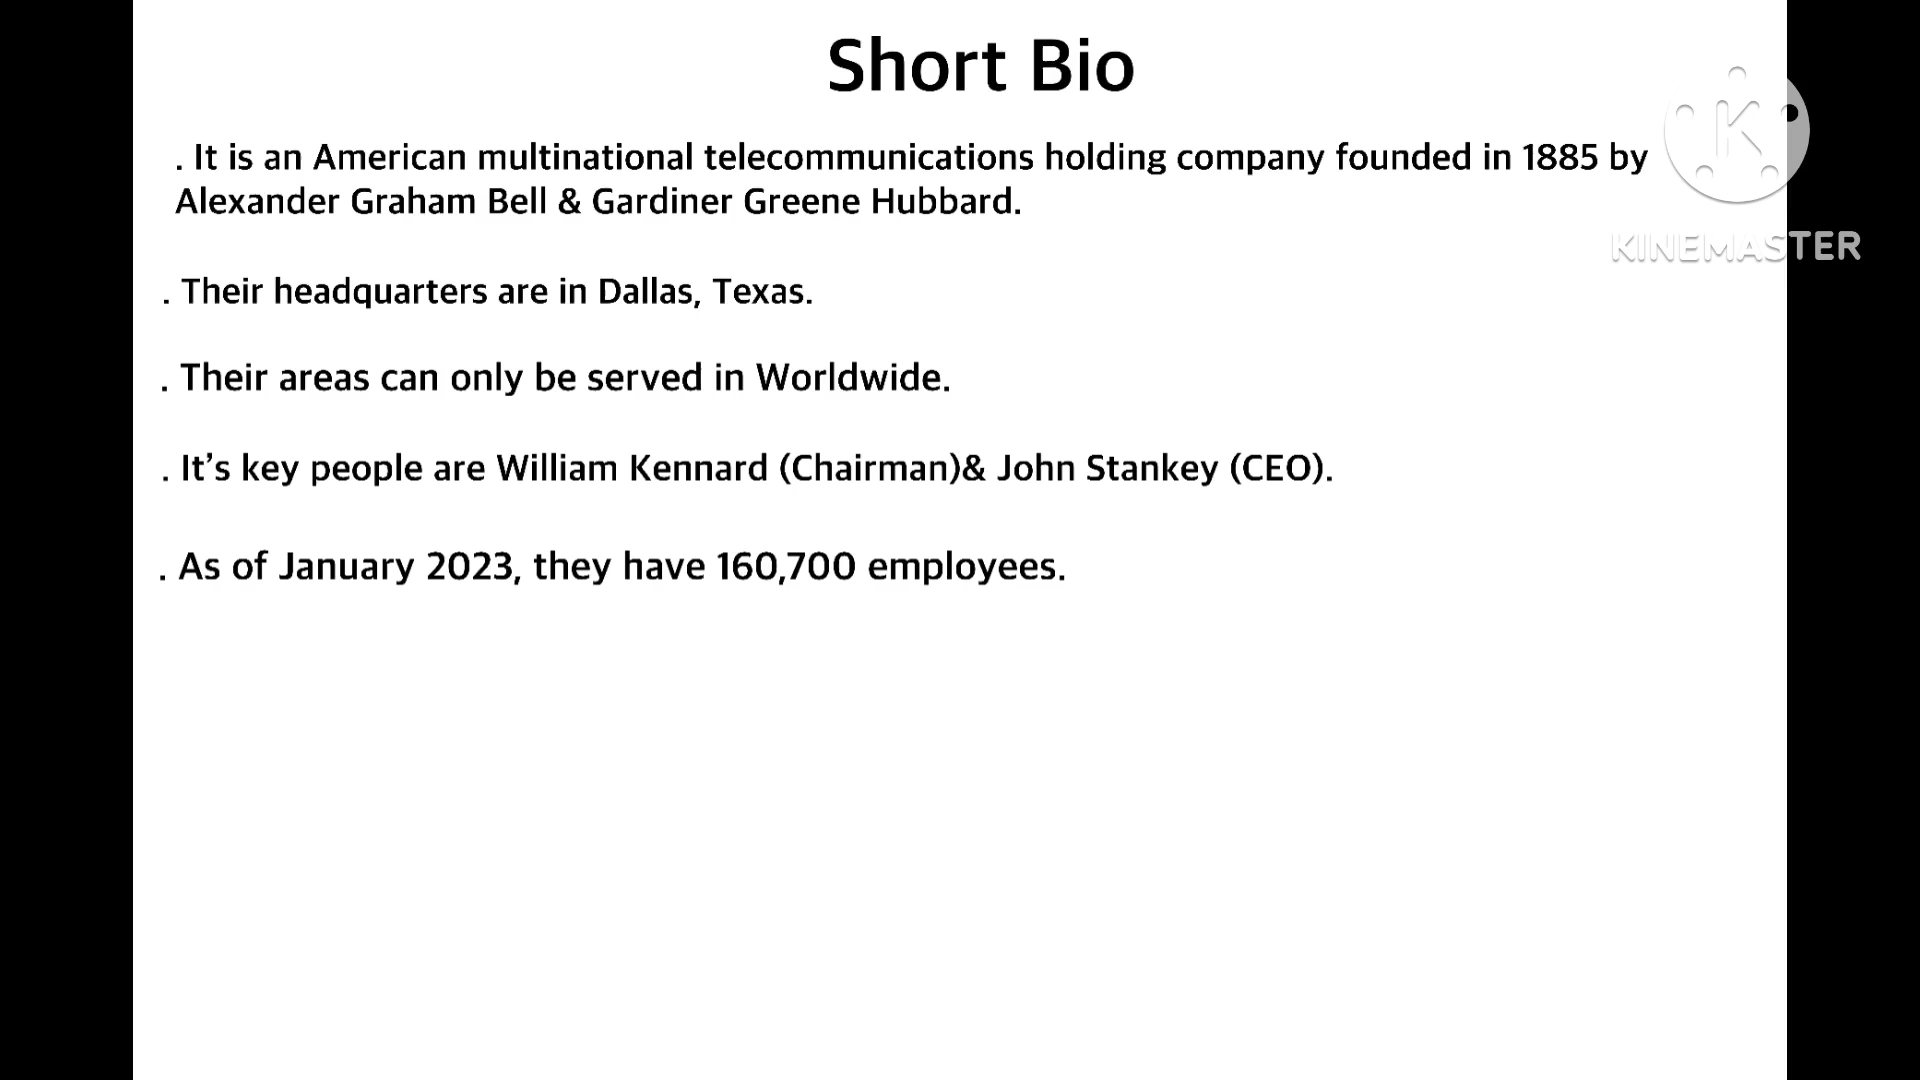 Short Bio
. It is an American multinational telecommunications holding company founded in 1885 by
Alexander Graham Bell & Gardiner Greene Hubbard.
. Their headquarters are in Dallas, Texas.
. Their areas can only be served in Worldwide.
. It’s key people are William Kennard (Chairman)& John Stankey (CEO).
. As of January 2023, they have 160,700 employees.
K
KINEMASTER